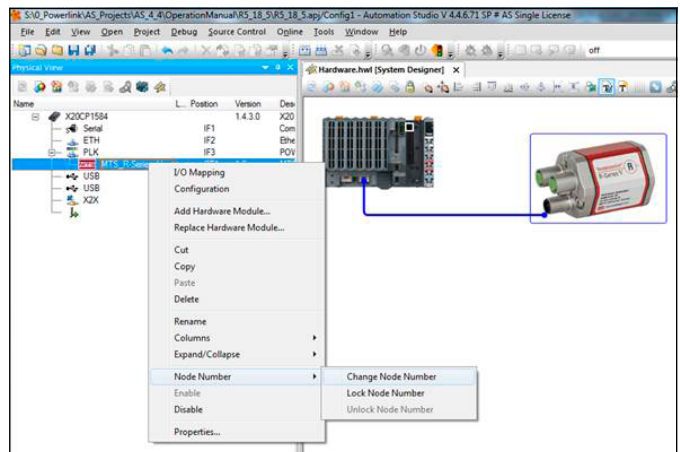 S:\0_Powerlink\AS_Projects\AS_4_4\OperationManual\R5_18_5\R5_18_5.apj/Config1 - Automation Studio V 4.4.6.71 SP # AS Single License
File Edit View Open Project Debug Source Control Online Tools Window Help
off
Physical View
Hardware.hwl [System Designer] x
Name L... Position Version Des
X20CP1584 1.4.3.0 X20
Serial IF1 Com
ETH IF2 Ethe
PLK IF3 POW
MTS_R-Series
USB
USB
X2X
I/O Mapping
Configuration
Add Hardware Module...
Replace Hardware Module...
Cut
Copy
Paste
Delete
Rename
Columns
Expand/Collapse
Node Number
Enable
Disable
Properties...
Change Node Number
Lock Node Number
Unlock Node Number
R-Series V R